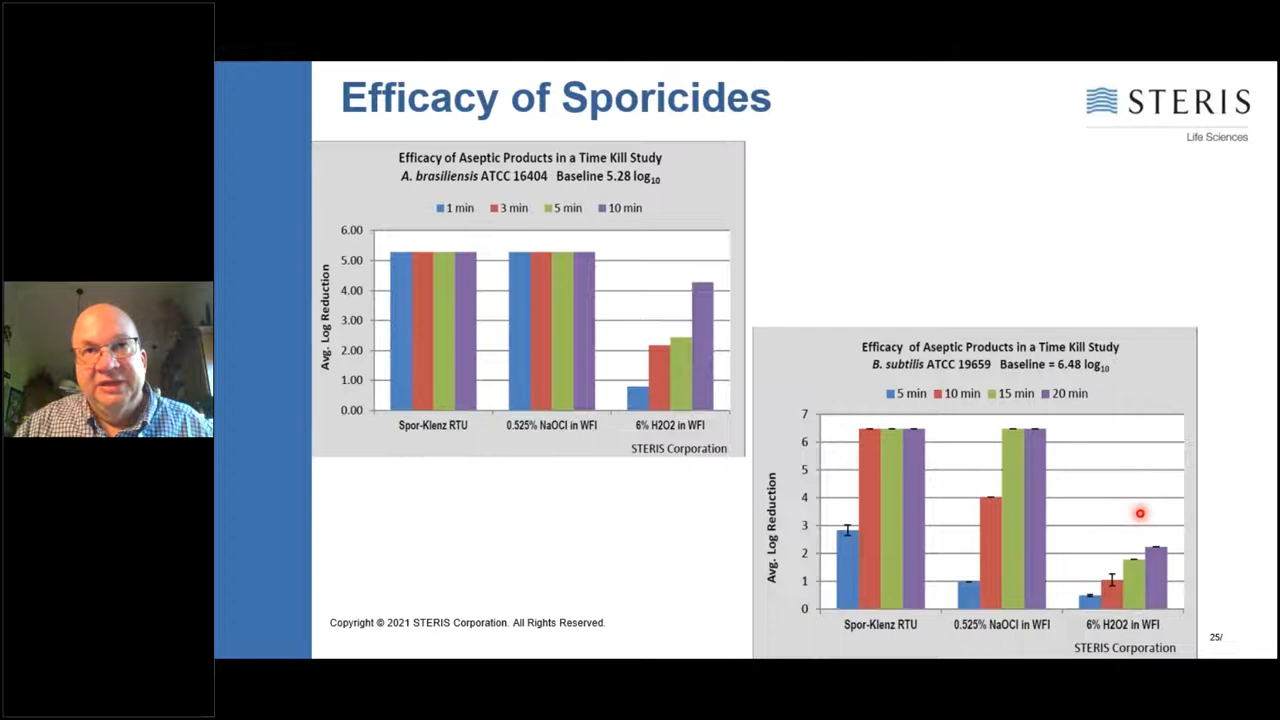 Efficacy of Sporicides
STERIS
Life Sciences
Efficacy of Aseptic Products in a Time Kill Study
A. brasiliensis ATCC 16404 Baseline 5.28 log10
1 min 3 min 5 min 10 min
Avg. Log Reduction
6.00
5.00
4.00
3.00
2.00
1.00
0.00
Spor-Klenz RTU 0.525% NaOCl in WFI 6% H2O2 in WFI
STERIS Corporation
Efficacy of Aseptic Products in a Time Kill Study
B. subtilis ATCC 19659 Baseline = 6.48 log10
5 min 10 min 15 min 20 min
Avg. Log Reduction
7
6
5
4
3
2
1
0
Spor-Klenz RTU 0.525% NaOCl in WFI 6% H2O2 in WFI
STERIS Corporation
Copyright © 2021 STERIS Corporation. All Rights Reserved.
25/